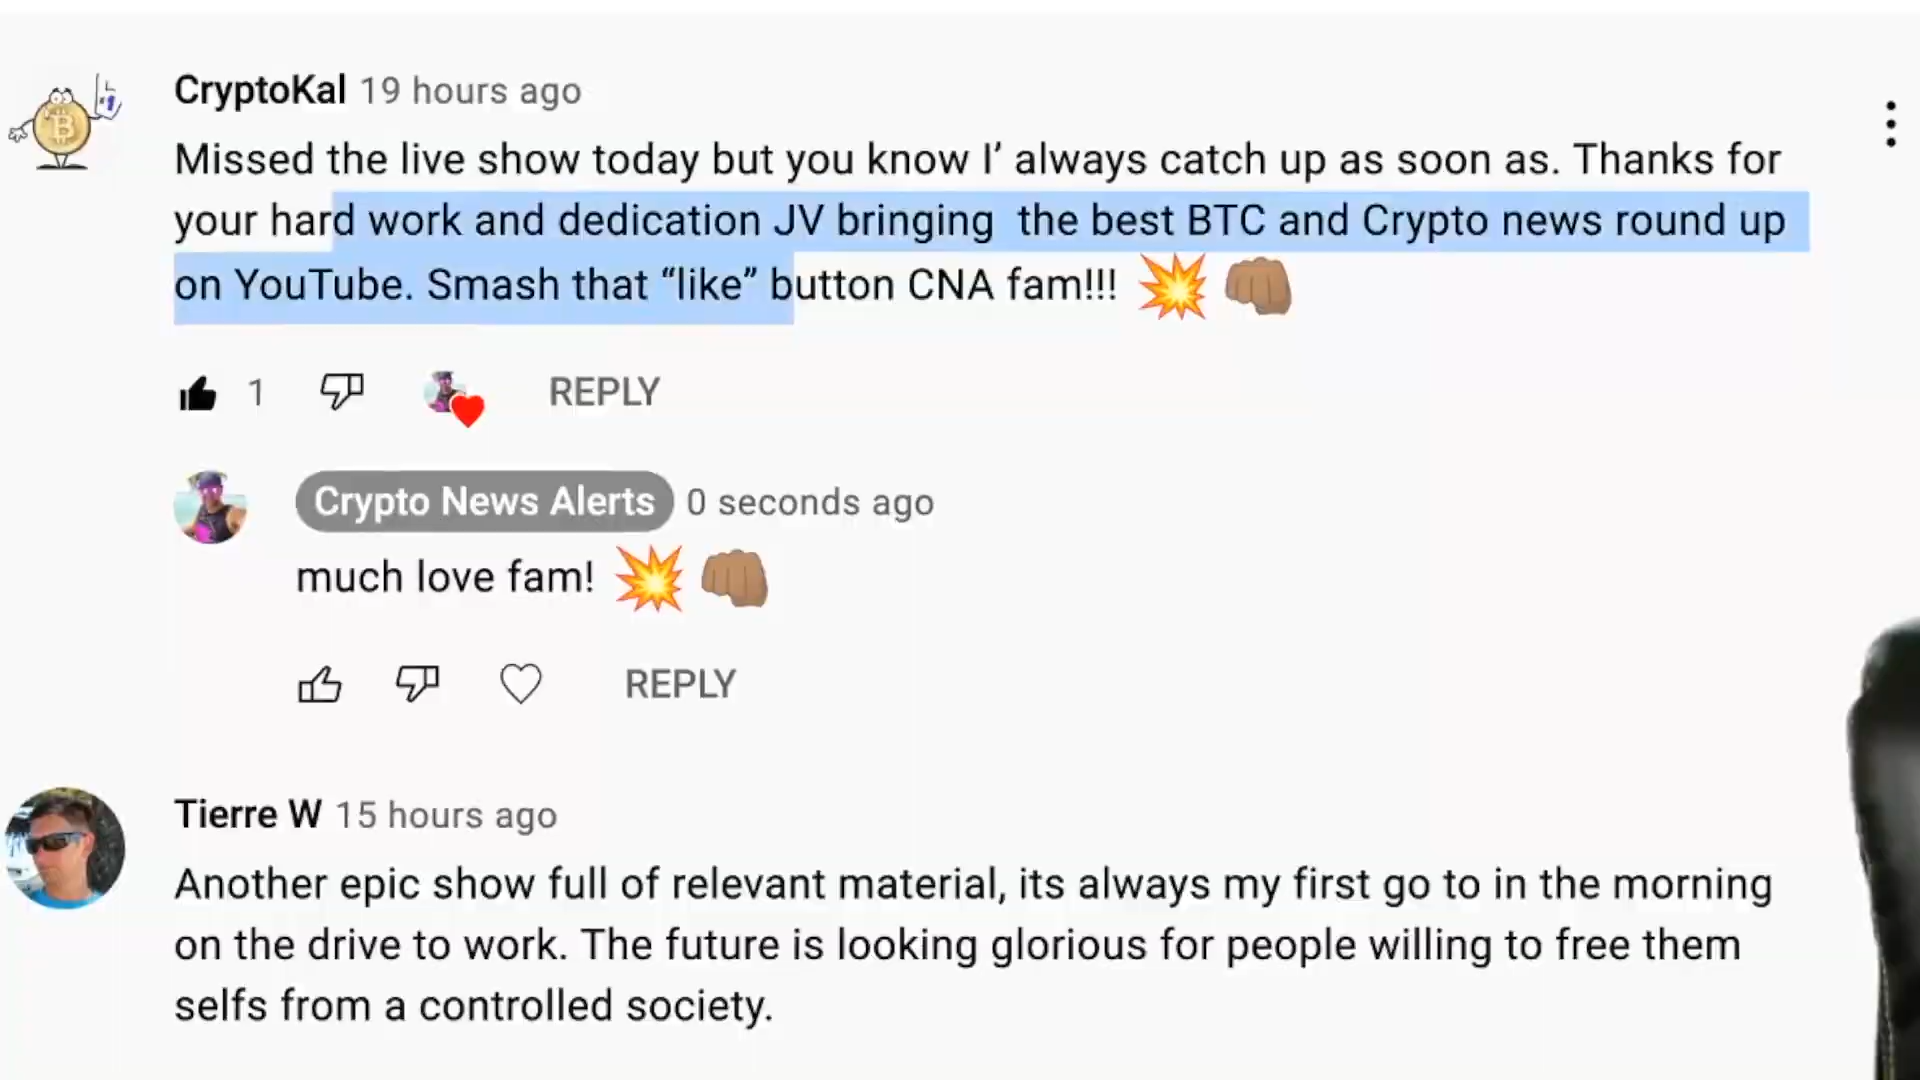 CryptoKal 19 hours ago
Missed the live show today but you know I’ always catch up as soon as. Thanks for
your hard work and dedication JV bringing  the best BTC and Crypto news round up
on YouTube. Smash that “like” button CNA fam!!! 💥 👊🏽
1 REPLY
Crypto News Alerts 0 seconds ago
much love fam! 💥 👊🏽
REPLY
Tierre W 15 hours ago
Another epic show full of relevant material, its always my first go to in the morning
on the drive to work. The future is looking glorious for people willing to free them
selfs from a controlled society.